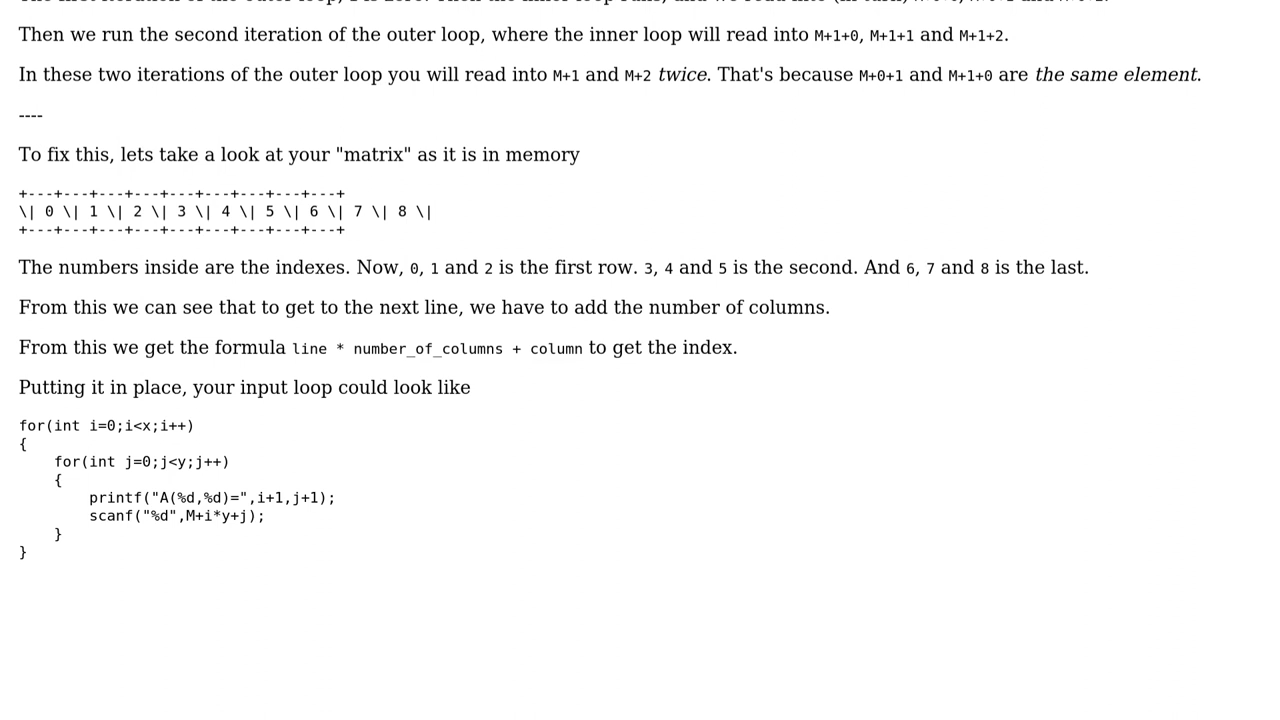 Then we run the second iteration of the outer loop, where the inner loop will read into M+1+0, M+1+1 and M+1+2.
In these two iterations of the outer loop you will read into M+1 and M+2 twice. That's because M+0+1 and M+1+0 are the same element.
----
To fix this, lets take a look at your "matrix" as it is in memory
+---+---+---+---+---+---+---+---+---+
\| 0 \| 1 \| 2 \| 3 \| 4 \| 5 \| 6 \| 7 \| 8 \|
+---+---+---+---+---+---+---+---+---+
The numbers inside are the indexes. Now, 0, 1 and 2 is the first row. 3, 4 and 5 is the second. And 6, 7 and 8 is the last.
From this we can see that to get to the next line, we have to add the number of columns.
From this we get the formula line * number_of_columns + column to get the index.
Putting it in place, your input loop could look like
for(int i=0;i<x;i++)
{
    for(int j=0;j<y;j++)
    {
        printf("A(%d,%d)=",i+1,j+1);
        scanf("%d",M+i*y+j);
    }
}